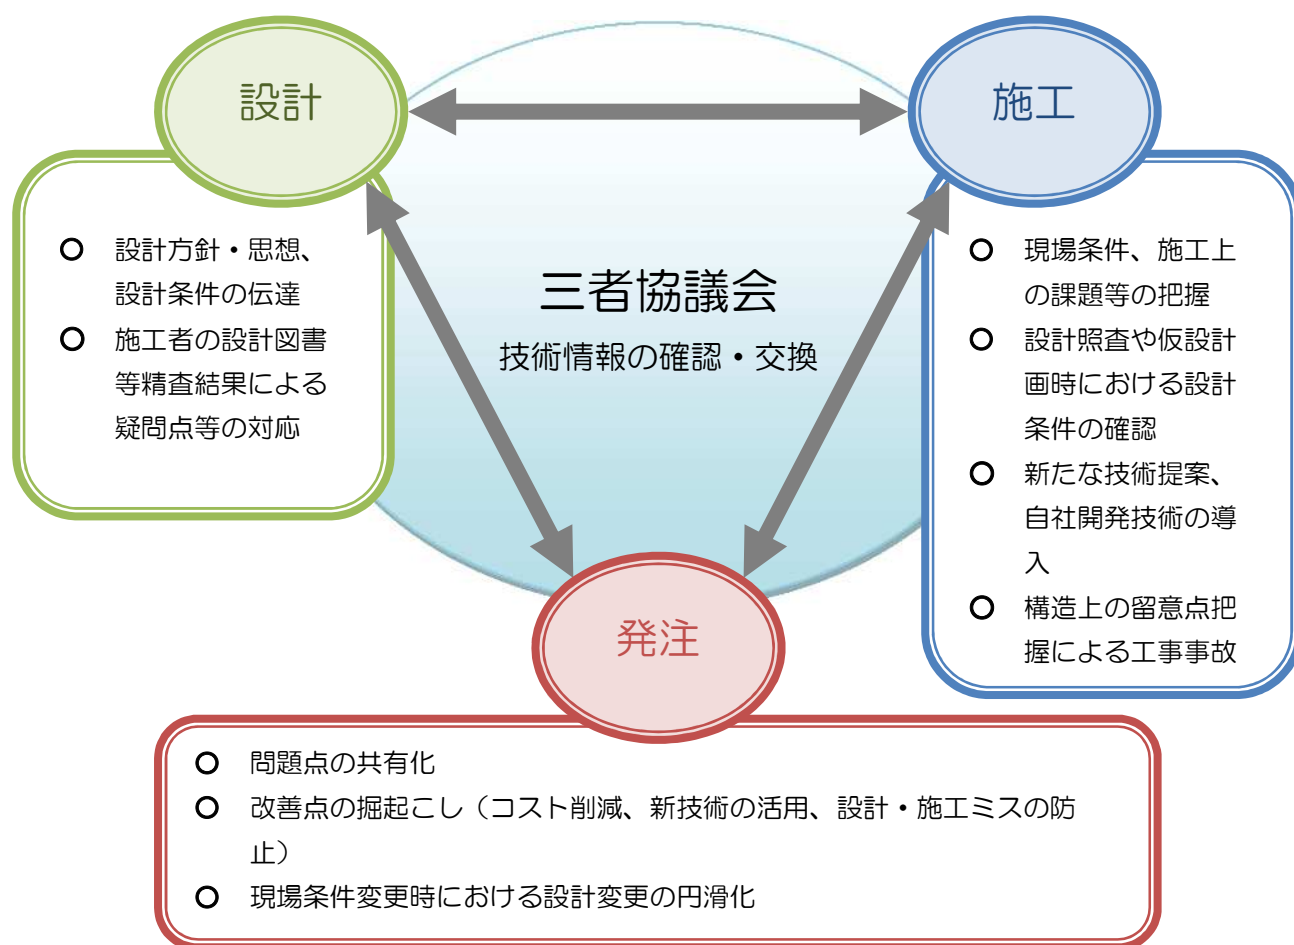 設計
施工
設計方針・思想、
設計条件の伝達
施工者の設計図書
等精査結果による
疑問点等の対応
三者協議会
技術情報の確認・交換
現場条件、施工上
の課題等の把握
設計照査や仮設計
画時における設計
条件の確認
新たな技術提案、
自社開発技術の導
入
構造上の留意点把
握による工事事故
発注
問題点の共有化
改善点の掘起こし（コスト削減、新技術の活用、設計・施工ミスの防
止）
現場条件変更時における設計変更の円滑化